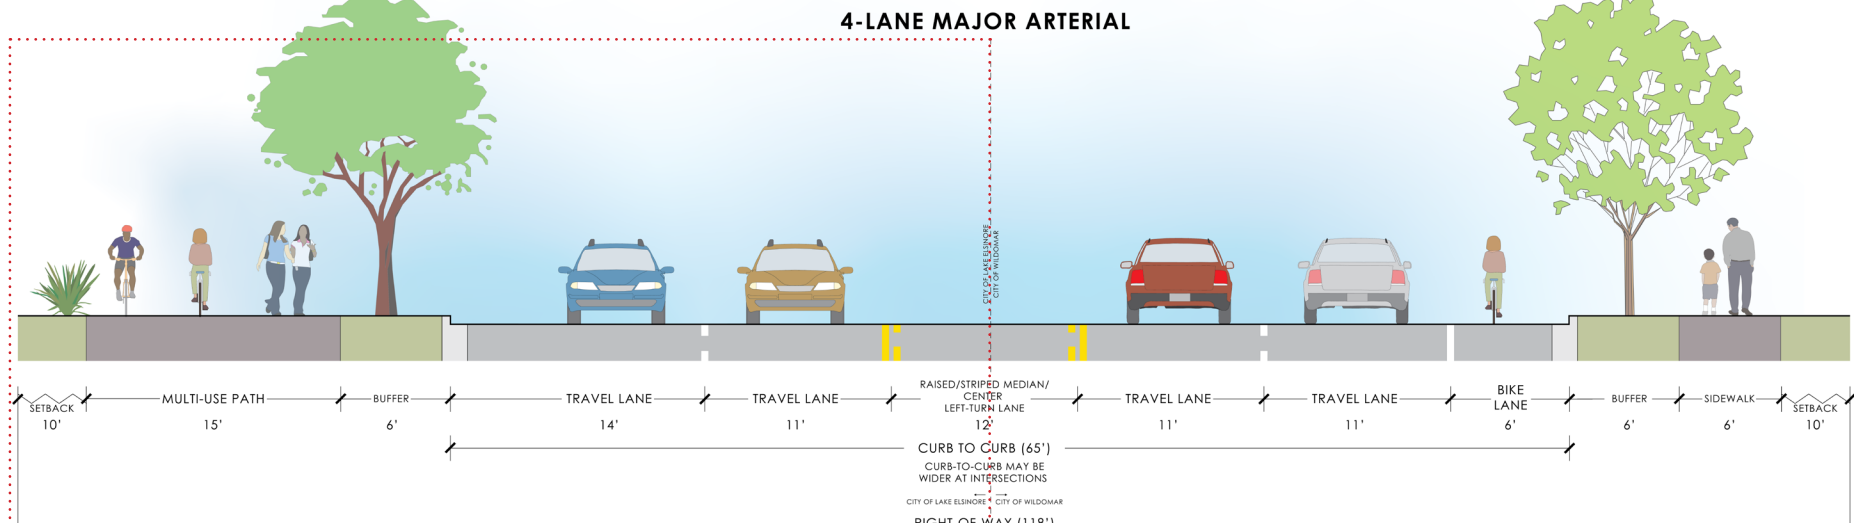 4-LANE MAJOR ARTERIAL
CITY OF LAKE ELSINORE
CITY OF WILDOMAR
SETBACK
10'
MULTI-USE PATH
15'
BUFFER
6'
TRAVEL LANE
14'
TRAVEL LANE
11'
RAISED/STRIPED MEDIAN/
CENTER
LEFT-TURN LANE
12'
TRAVEL LANE
11'
TRAVEL LANE
11'
BIKE
LANE
6'
BUFFER
6'
SIDEWALK
6'
SETBACK
10'
CURB TO CURB (65')
CURB-TO-CURB MAY BE
WIDER AT INTERSECTIONS
CITY OF LAKE ELSINORE
CITY OF WILDOMAR
RIGHT OF WAY (118')